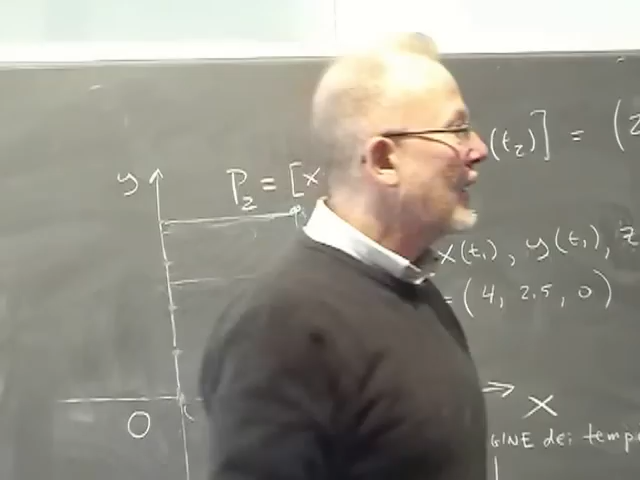 y
P₂ = [x (t₂)] = (2
x(t₁), y(t₁), z
= (4, 2.5, 0)
x
O
GINE dei temp